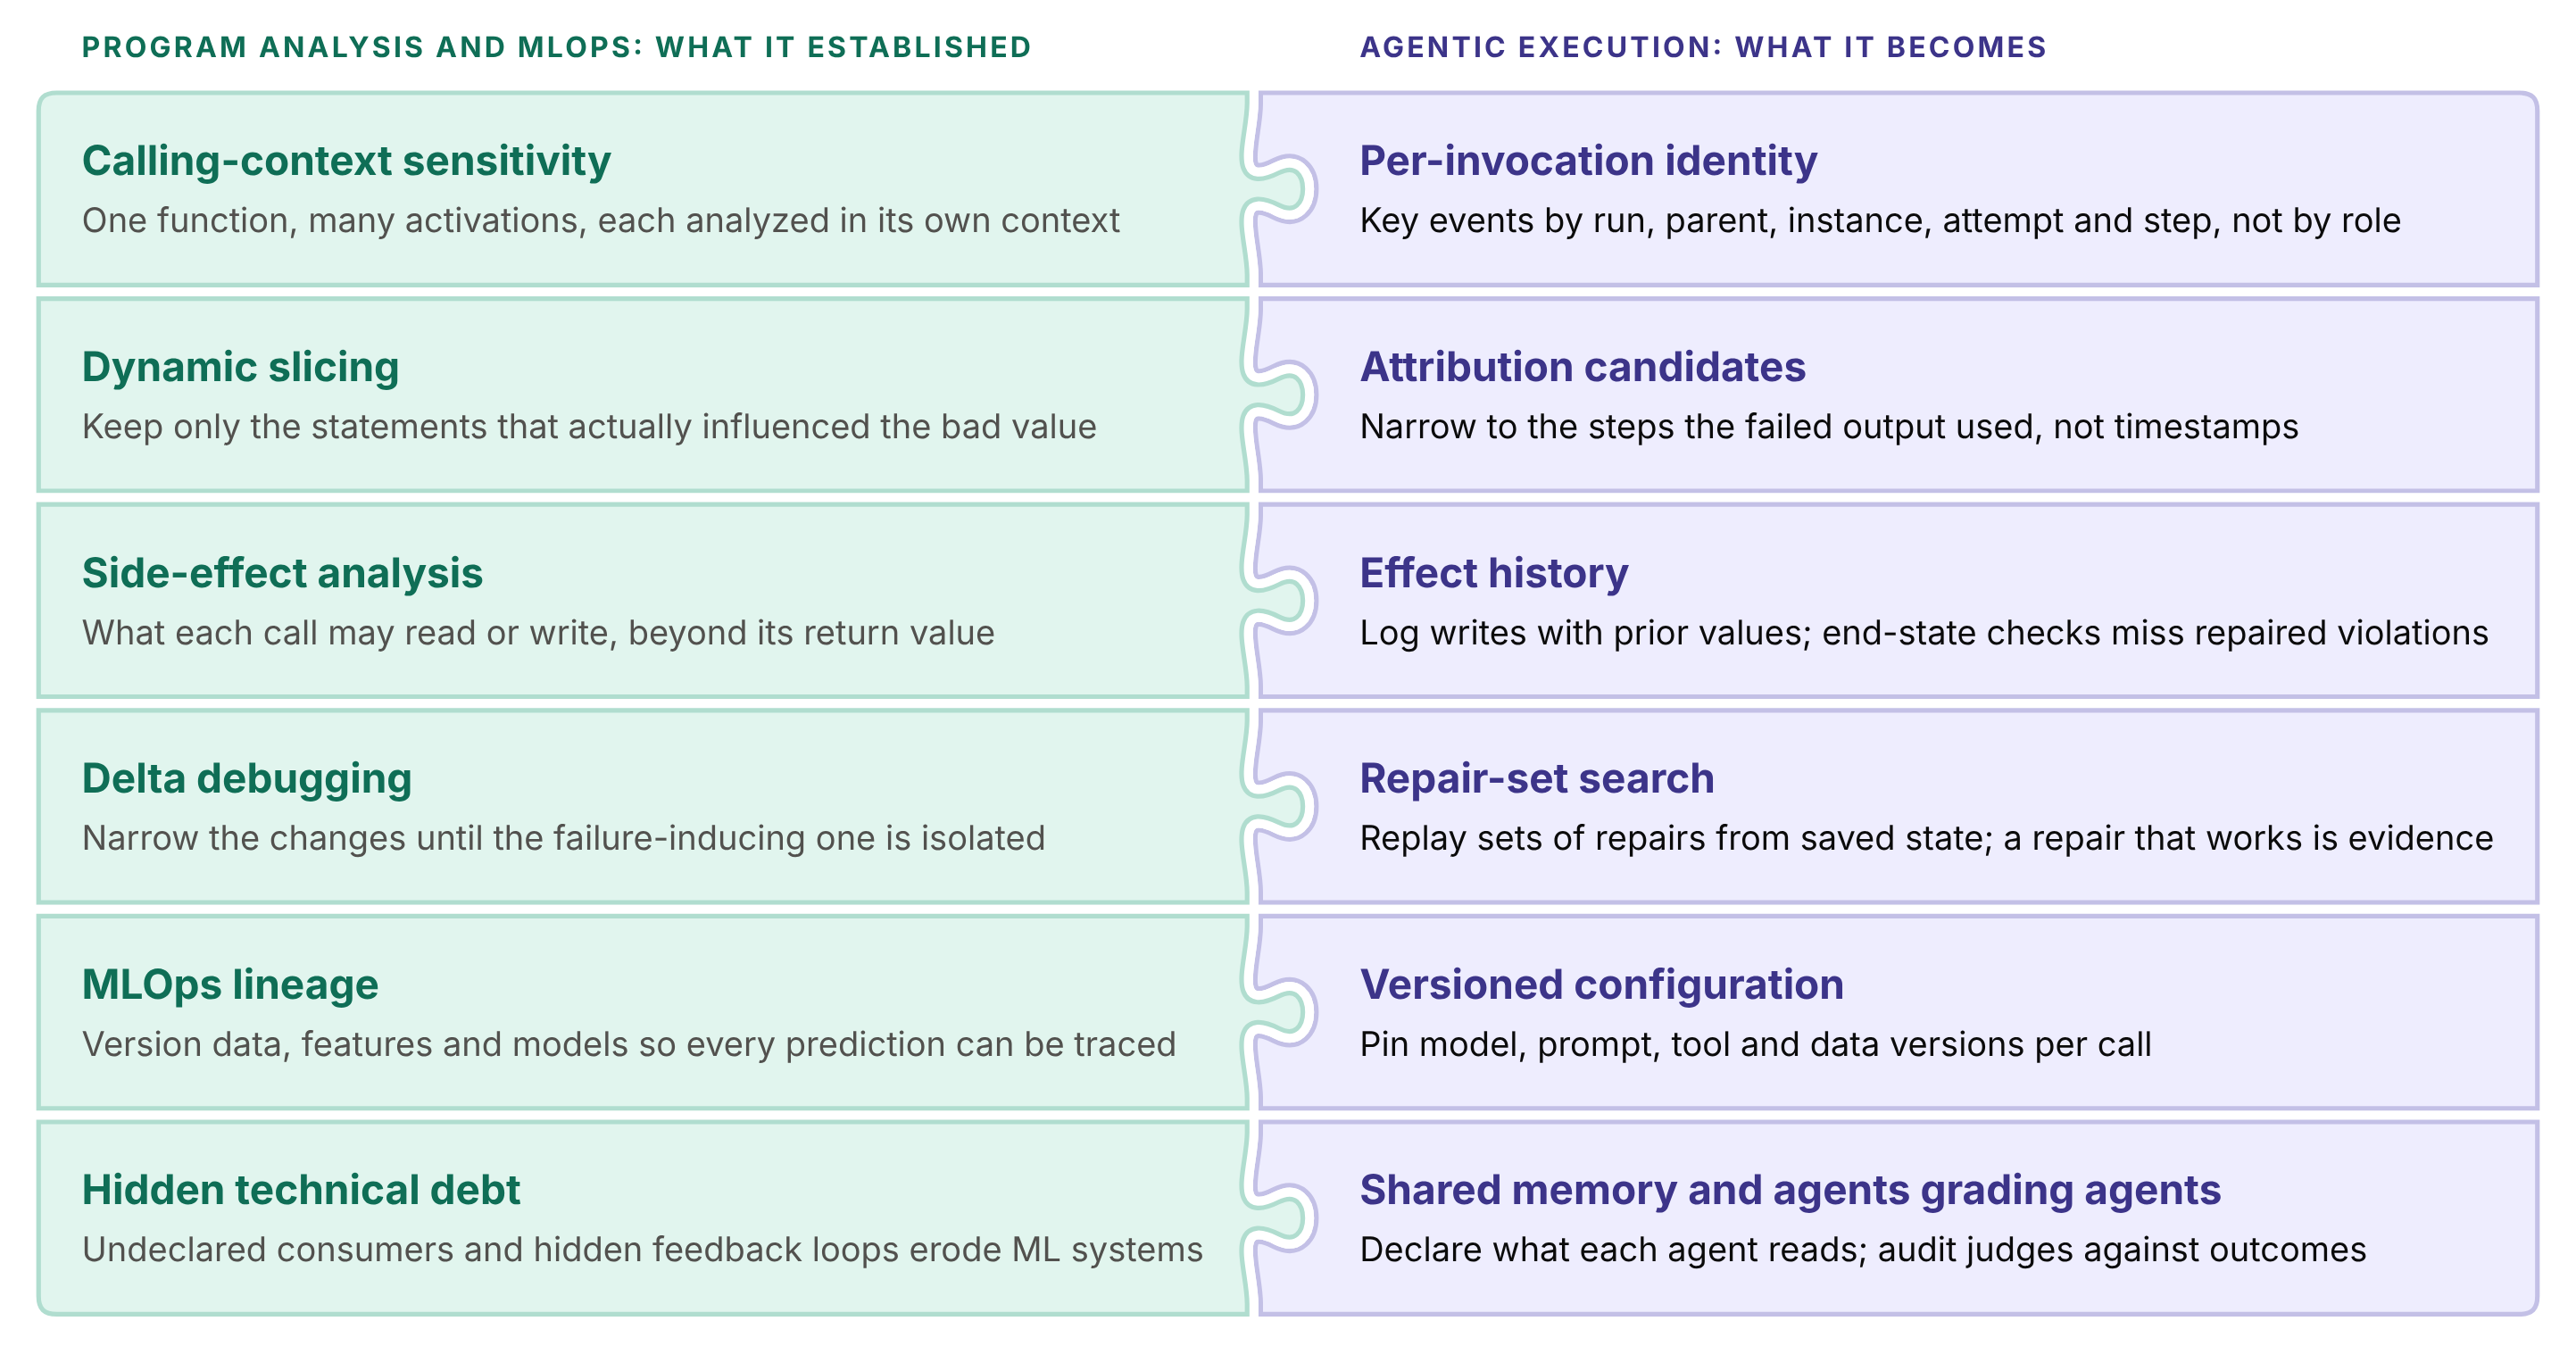 PROGRAM ANALYSIS AND MLOPS: WHAT IT ESTABLISHED
AGENTIC EXECUTION: WHAT IT BECOMES
Calling-context sensitivity
One function, many activations, each analyzed in its own context
Per-invocation identity
Key events by run, parent, instance, attempt and step, not by role
Dynamic slicing
Keep only the statements that actually influenced the bad value
Attribution candidates
Narrow to the steps the failed output used, not timestamps
Side-effect analysis
What each call may read or write, beyond its return value
Effect history
Log writes with prior values; end-state checks miss repaired violations
Delta debugging
Narrow the changes until the failure-inducing one is isolated
Repair-set search
Replay sets of repairs from saved state; a repair that works is evidence
MLOps lineage
Version data, features and models so every prediction can be traced
Versioned configuration
Pin model, prompt, tool and data versions per call
Hidden technical debt
Undeclared consumers and hidden feedback loops erode ML systems
Shared memory and agents grading agents
Declare what each agent reads; audit judges against outcomes